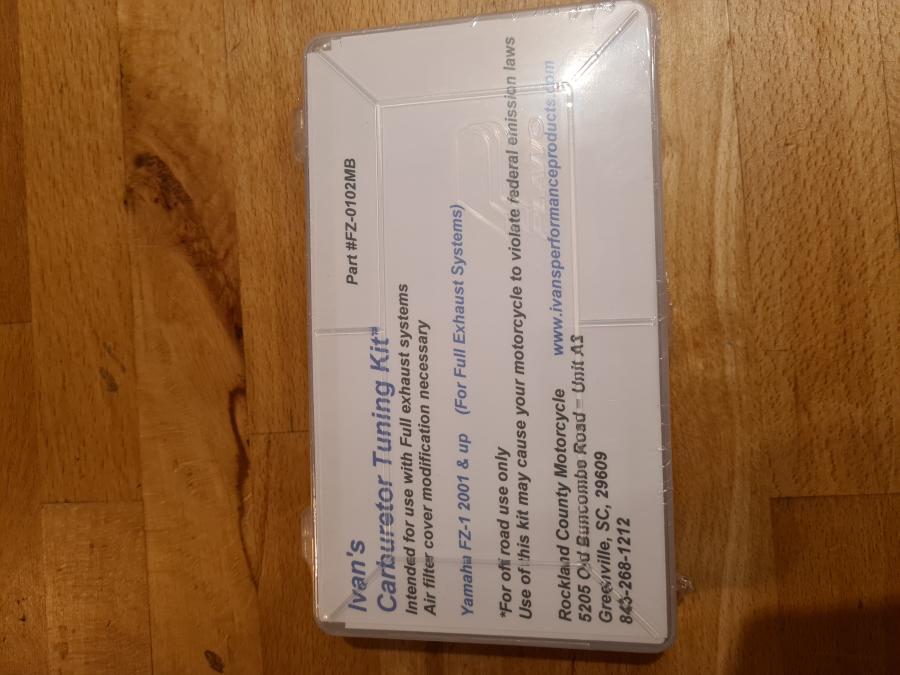 Ivan's
Carburetor Tuning Kit*
Part #FZ-0102MB
Intended for use with Full exhaust systems
Air filter cover modification necessary
Yamaha FZ-1 2001 & up (For Full Exhaust Systems)
*For off road use only
Use of this kit may cause your motorcycle to violate federal emission laws
Rockland County Motorcycle
www.ivansperformanceproducts.com
5205 Old Buncombe Road – Unit A1
Greenville, SC, 29609
845-268-1212
PLANO